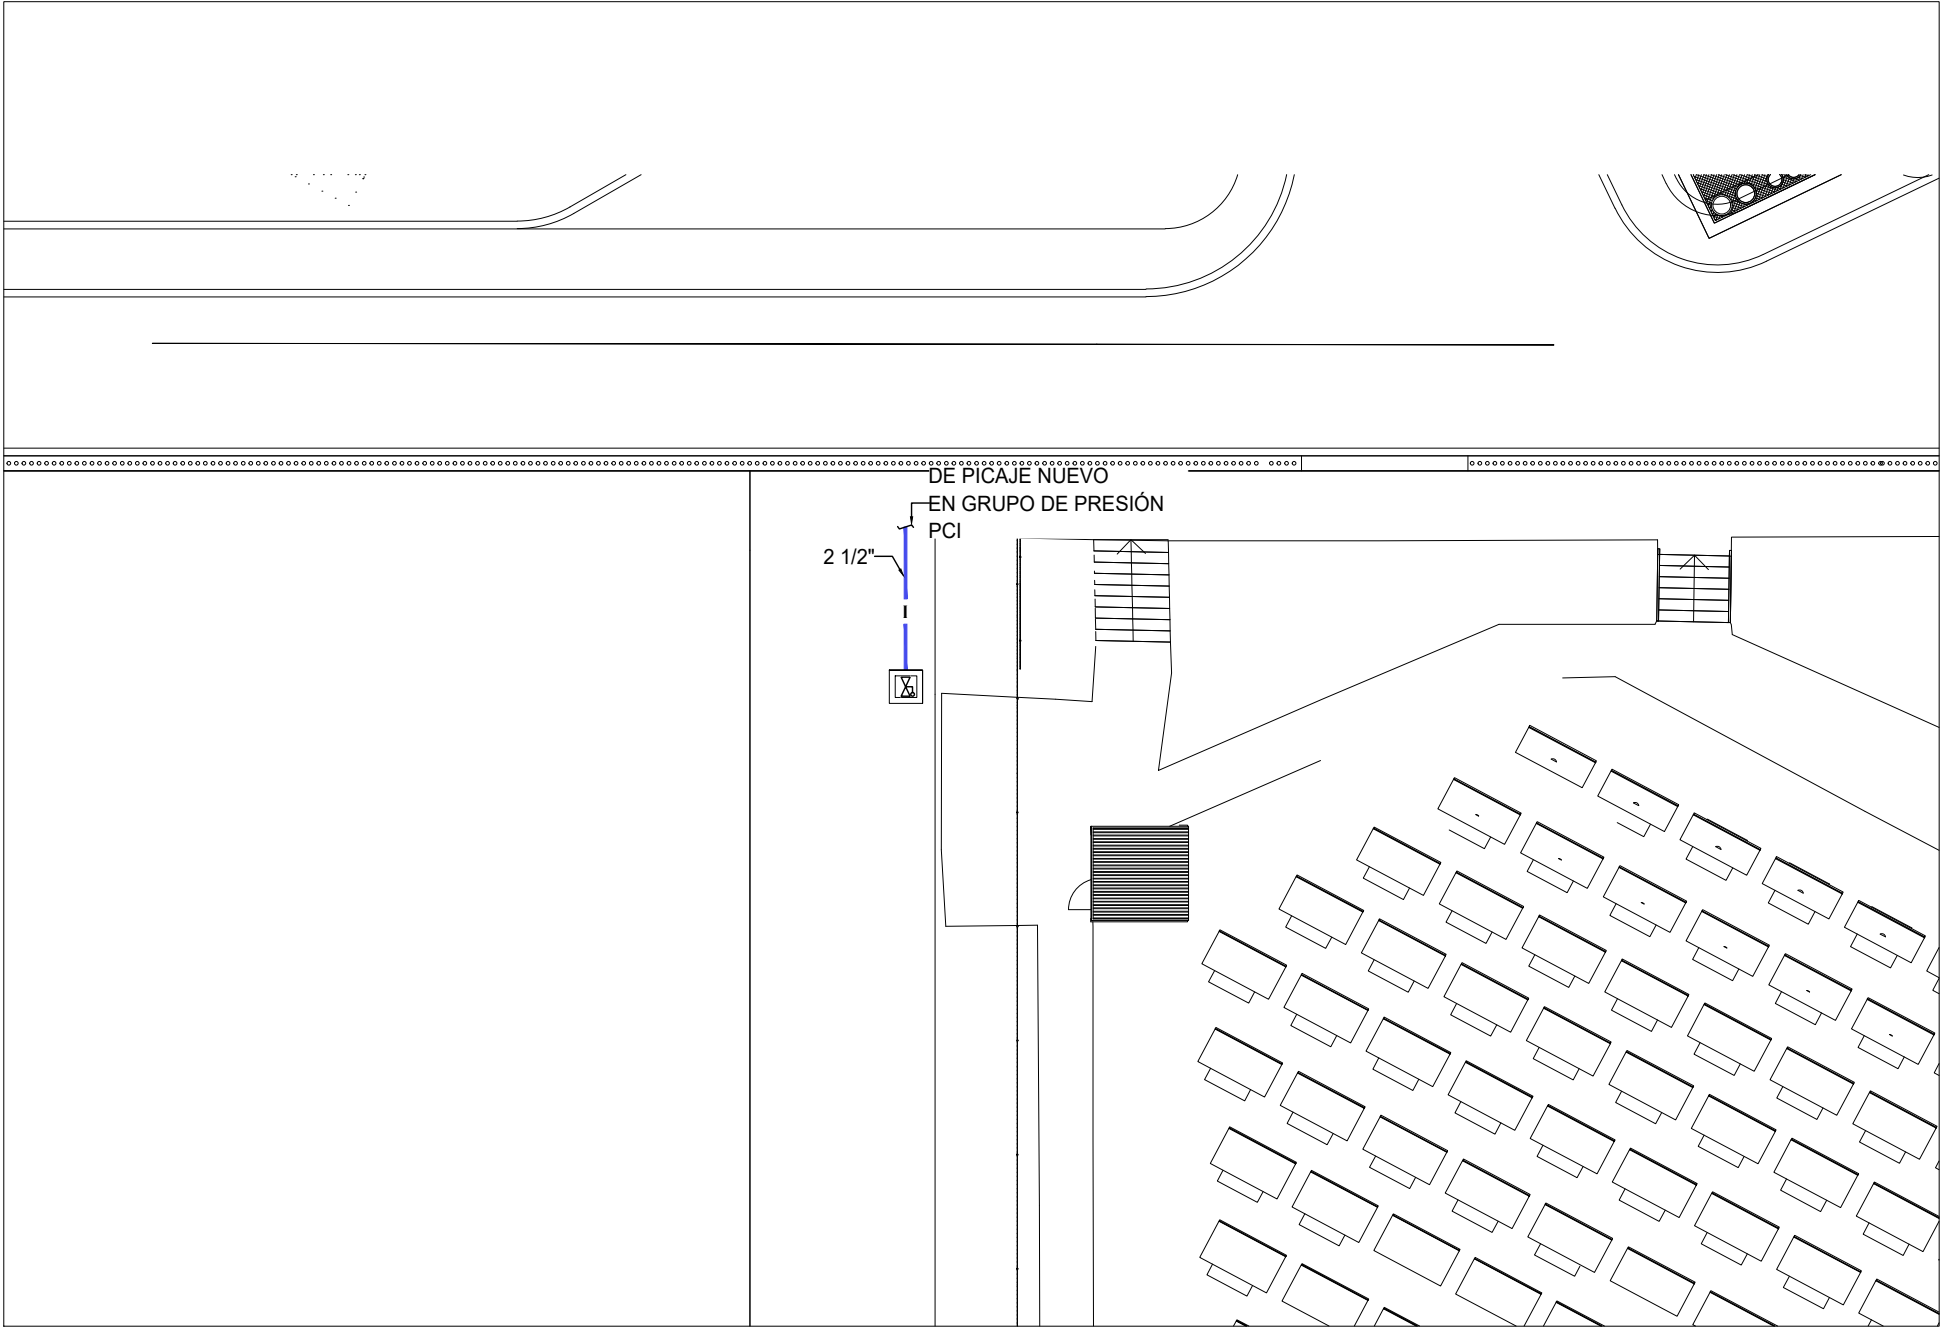 DE PICAJE NUEVO
EN GRUPO DE PRESIÓN
PCI
2 1/2"